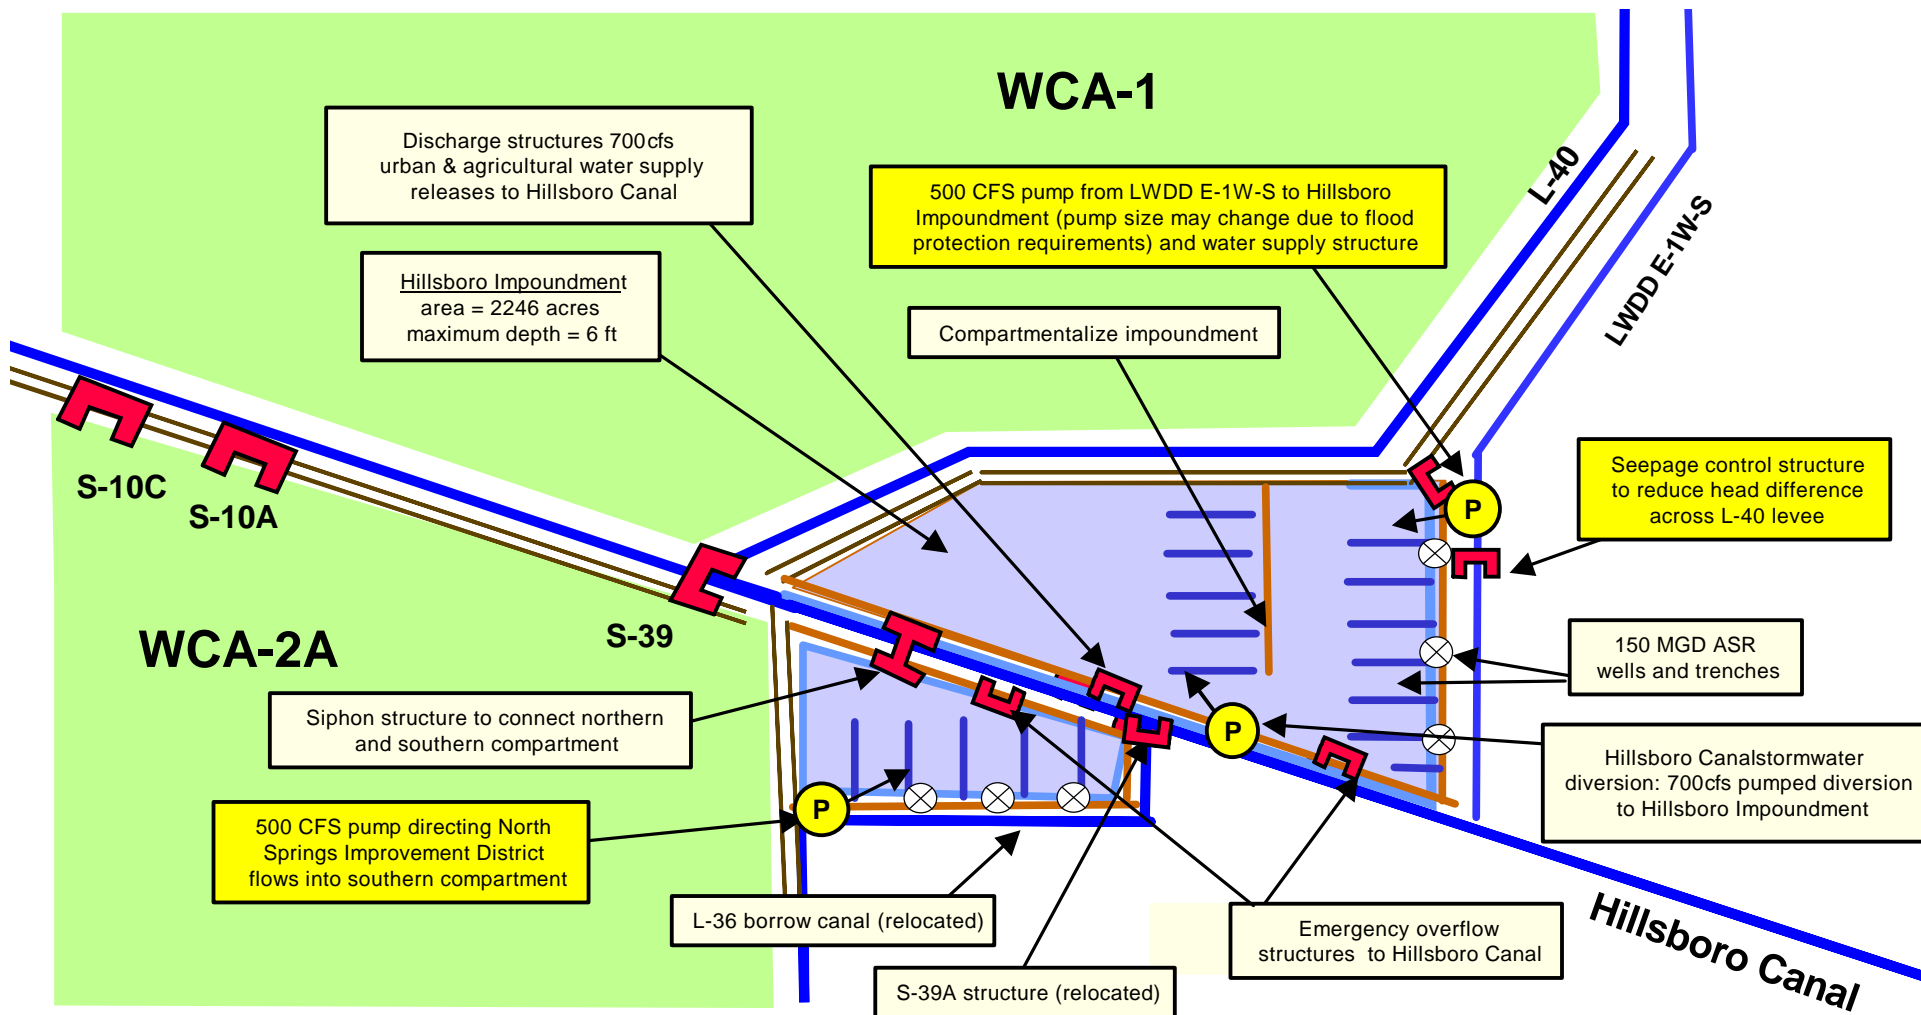 WCA-1
Discharge structures 700cfs
urban & agricultural water supply
releases to Hillsboro Canal
500 CFS pump from LWDD E-1W-S to Hillsboro
Impoundment (pump size may change due to flood
protection requirements) and water supply structure
L-40
LWDD E-1W-S
Hillsboro Impoundment
area = 2246 acres
maximum depth = 6 ft
Compartmentalize impoundment
S-10C
S-10A
Seepage control structure
to reduce head difference
across L-40 levee
P
S-39
WCA-2A
150 MGD ASR
wells and trenches
Siphon structure to connect northern
and southern compartment
P
Hillsboro Canalstormwater
diversion: 700cfs pumped diversion
to Hillsboro Impoundment
P
500 CFS pump directing North
Springs Improvement District
flows into southern compartment
L-36 borrow canal (relocated)
Emergency overflow
structures  to Hillsboro Canal
Hillsboro Canal
S-39A structure (relocated)